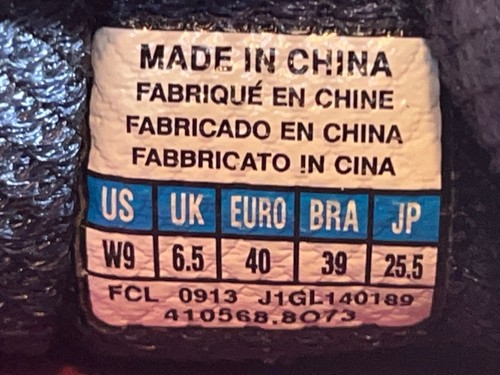 MADE IN CHINA
FABRIQUÉ EN CHINE
FABRICADO EN CHINA
FABBRICATO IN CINA
US UK EURO BRA JP
W9 6.5 40 39 25.5
FCL 0913 J1GL140189
410568.8073